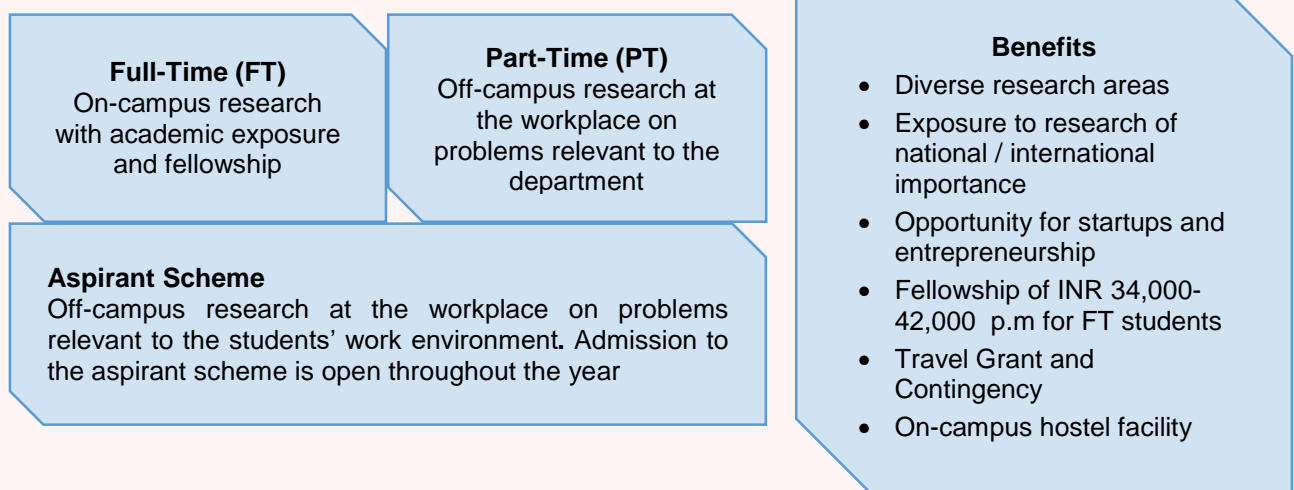 Full-Time (FT)
On-campus research
with academic exposure
and fellowship
Part-Time (PT)
Off-campus research at
the workplace on
problems relevant to the
department
Aspirant Scheme
Off-campus research at the workplace on problems
relevant to the students’ work environment. Admission to
the aspirant scheme is open throughout the year
Benefits
• Diverse research areas
• Exposure to research of
national / international
importance
• Opportunity for startups and
entrepreneurship
• Fellowship of INR 34,000-
42,000 p.m for FT students
• Travel Grant and
Contingency
• On-campus hostel facility